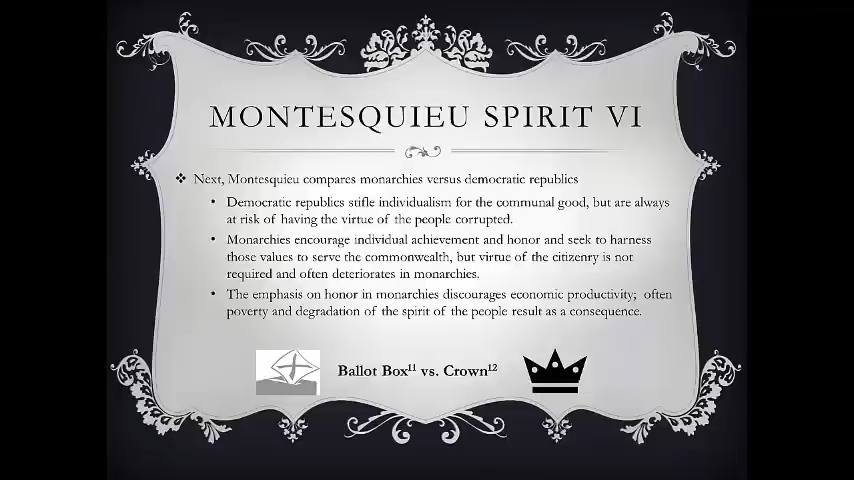 MONTESQUIEU SPIRIT VI
❖ Next, Montesquieu compares monarchies versus democratic republics
• Democratic republics stifle individualism for the communal good, but are always
at risk of having the virtue of the people corrupted.
• Monarchies encourage individual achievement and honor and seek to harness
those values to serve the commonwealth, but virtue of the citizenry is not
required and often deteriorates in monarchies.
• The emphasis on honor in monarchies discourages economic productivity; often
poverty and degradation of the spirit of the people result as a consequence.
Ballot Box¹¹ vs. Crown¹²